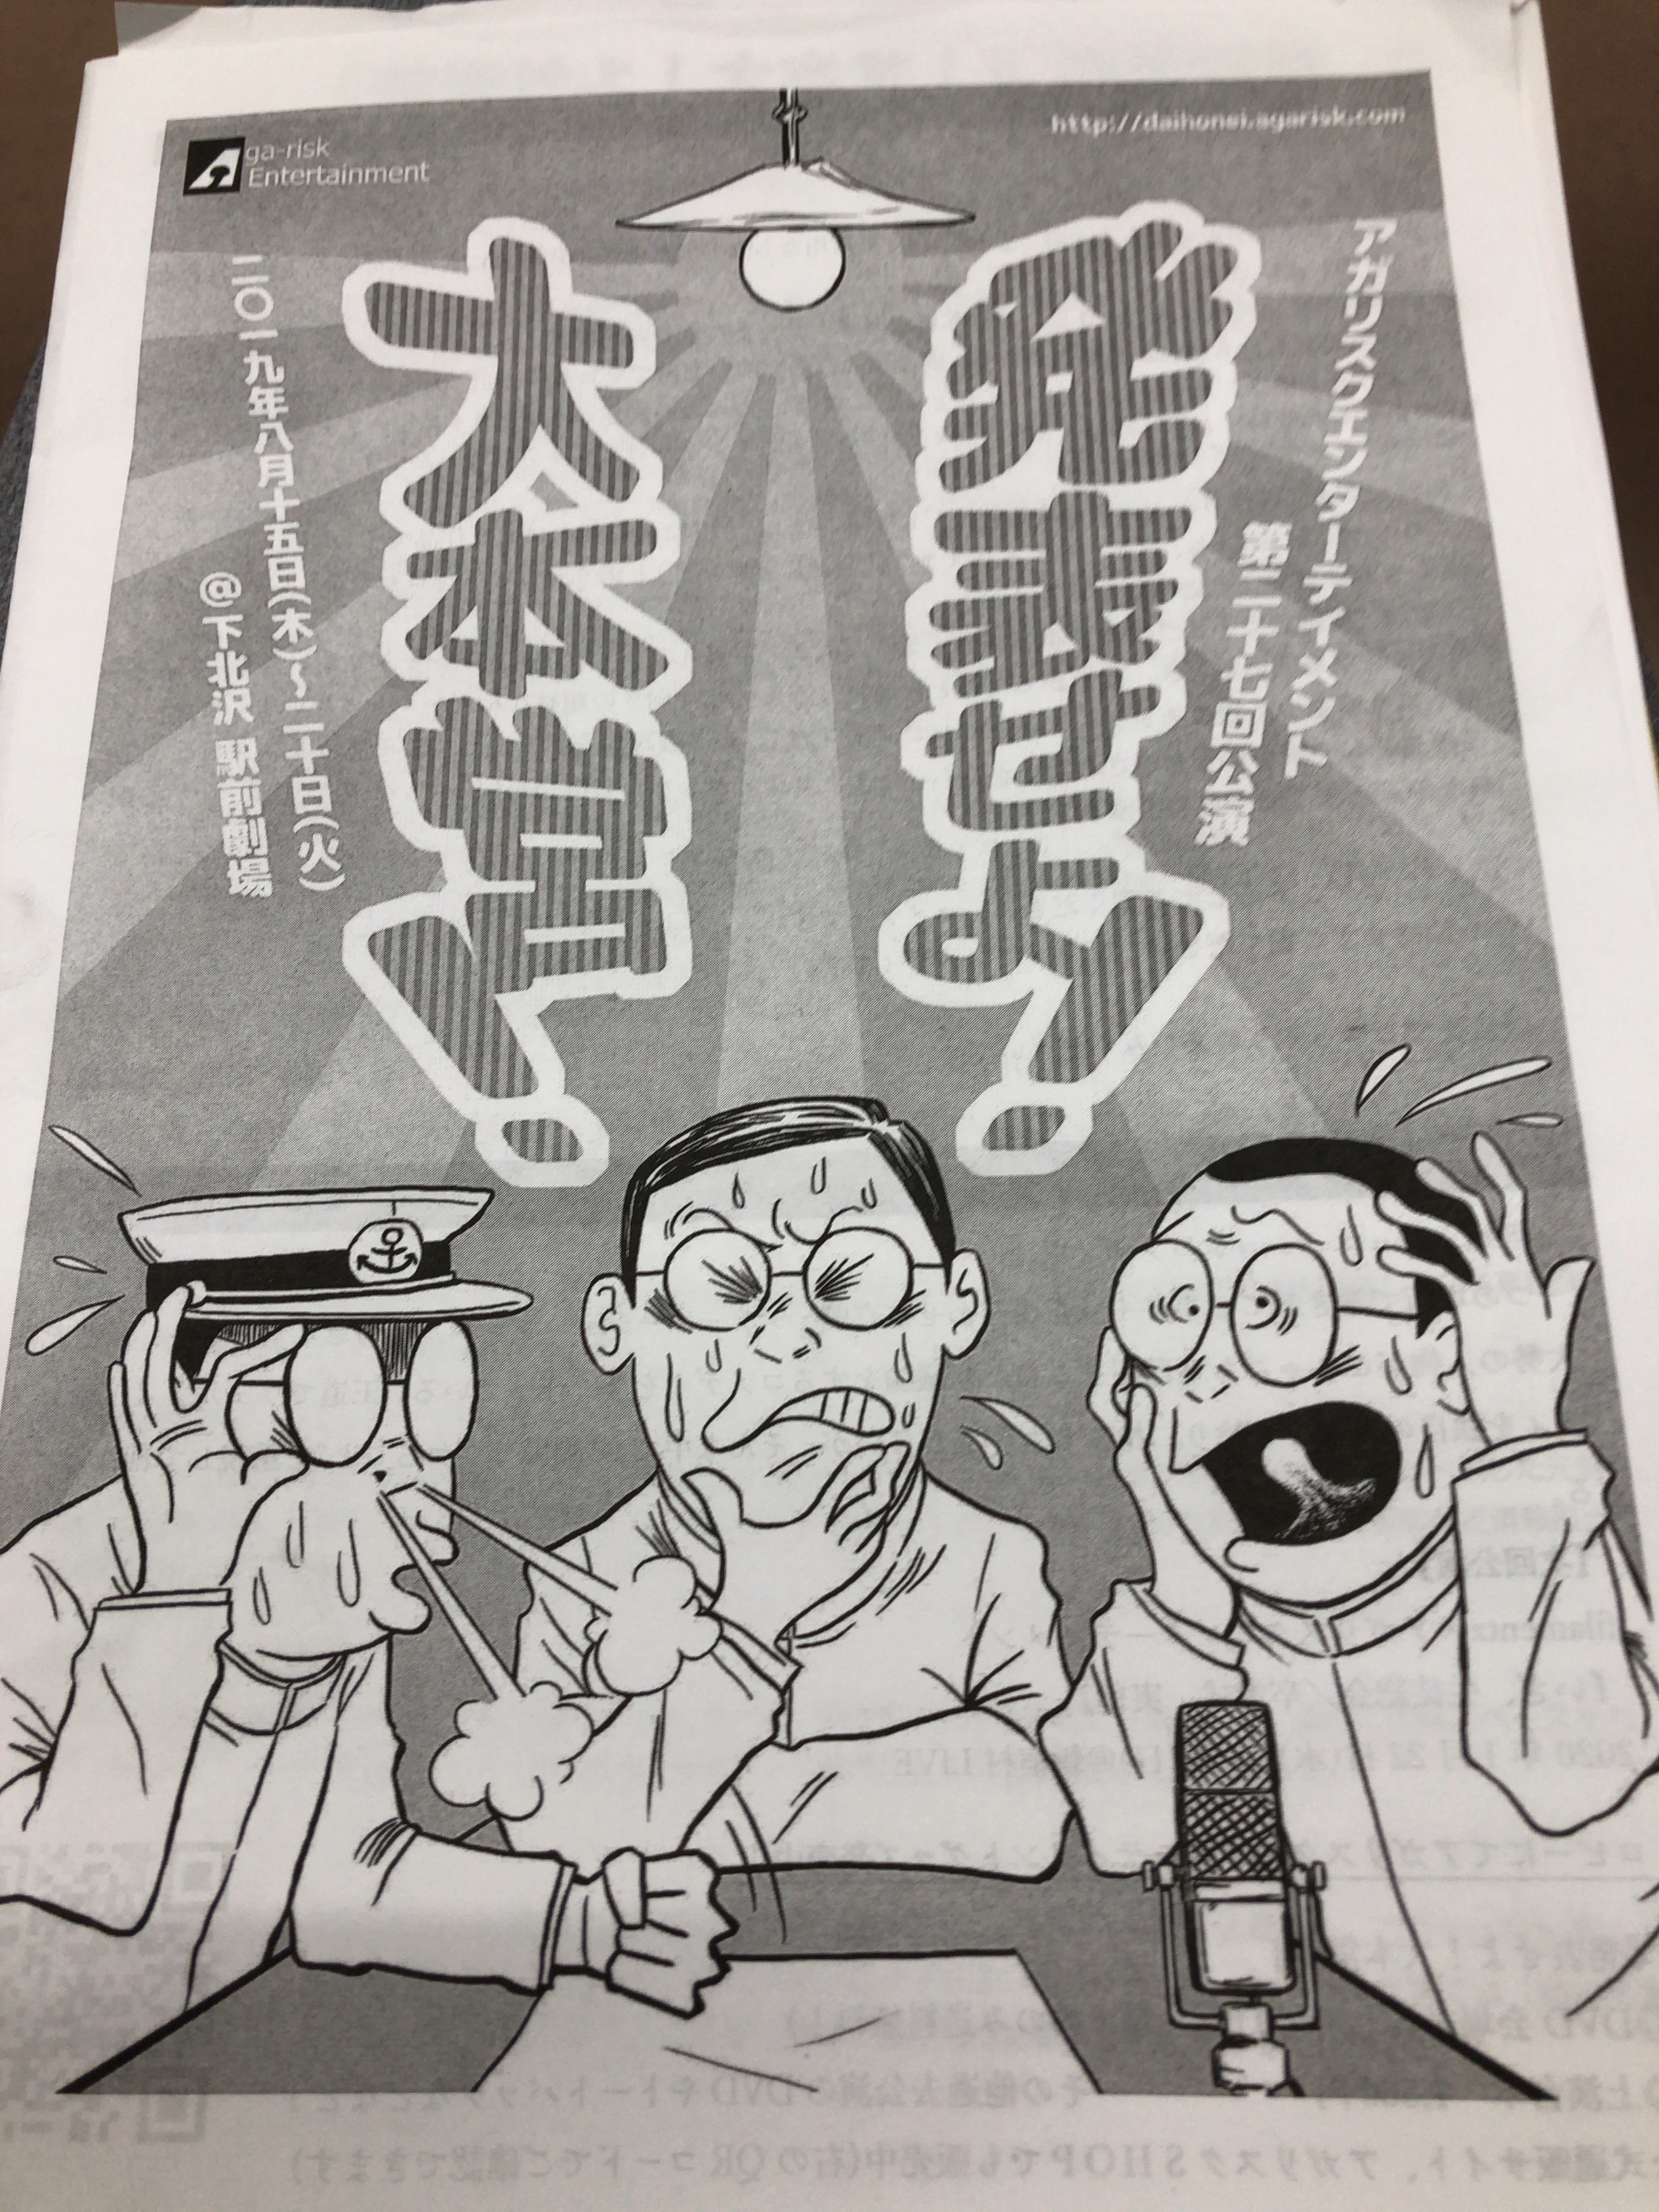 Aga-risk
Entertainment
http://daihonei.agarisk.com
アガリスクエンターティメント
第二十七回公演
発表せよ!
大本営!
二〇一九年八月十五日(木)~二十日(火)
@下北沢 駅前劇場